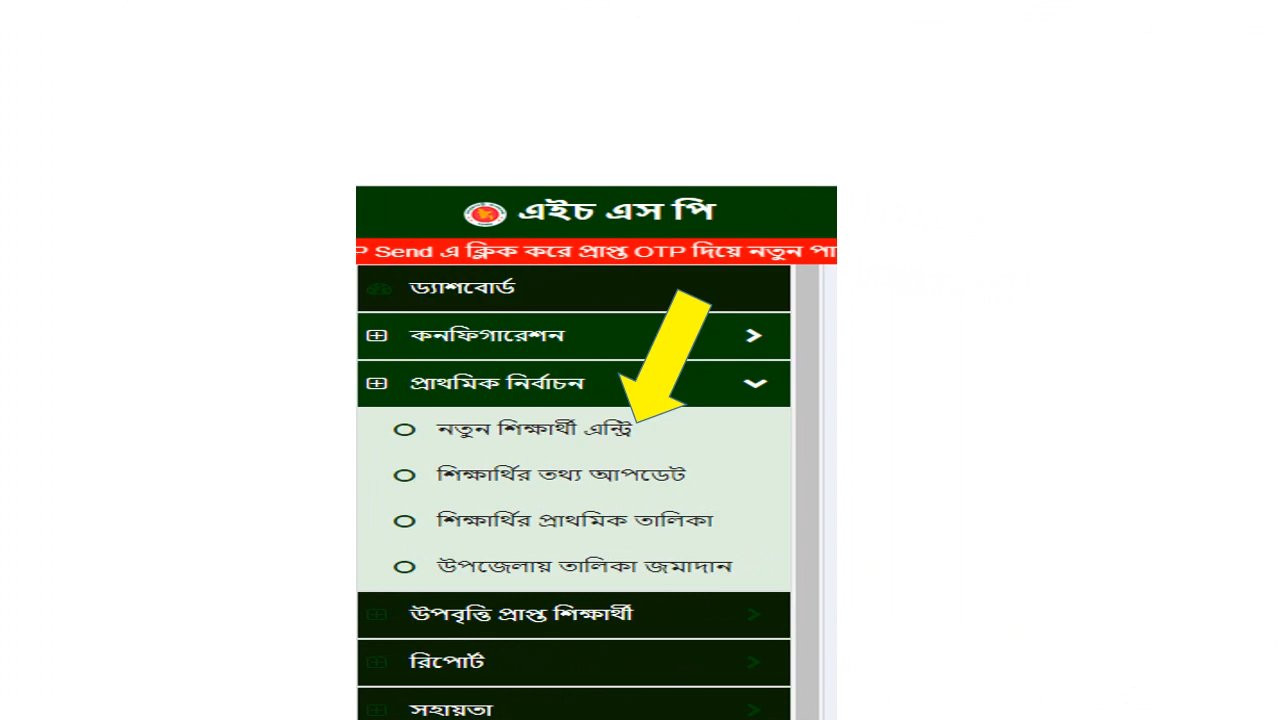 এইচ এস পি
Send এ ক্লিক করে প্রাপ্ত OTP দিয়ে নতুন পা
ড্যাশবোর্ড
কনফিগারেশন
প্রাথমিক নির্বাচন
নতুন শিক্ষার্থী এন্ট্রি
শিক্ষার্থির তথ্য আপডেট
শিক্ষার্থির প্রাথমিক তালিকা
উপজেলায় তালিকা জমাদান
উপবৃত্তি প্রাপ্ত শিক্ষার্থী
রিপোর্ট
সহায়তা